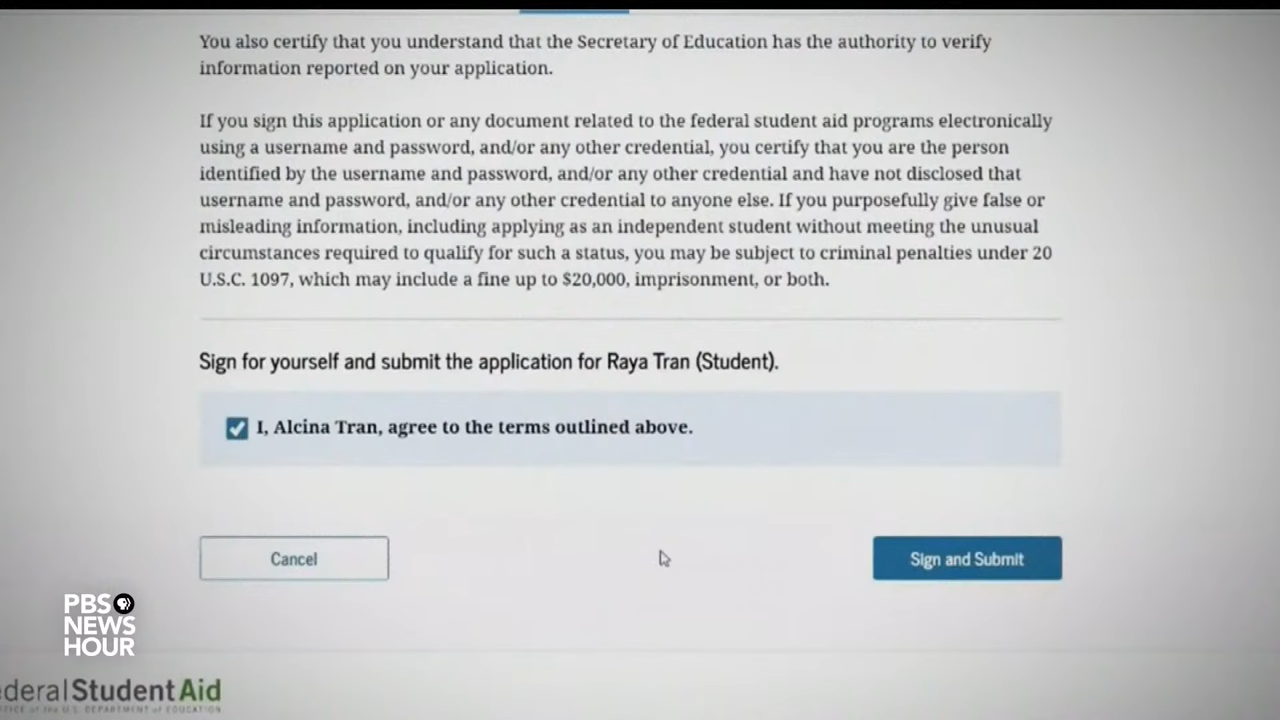 You also certify that you understand that the Secretary of Education has the authority to verify
information reported on your application.
If you sign this application or any document related to the federal student aid programs electronically
using a username and password, and/or any other credential, you certify that you are the person
identified by the username and password, and/or any other credential and have not disclosed that
username and password, and/or any other credential to anyone else. If you purposefully give false or
misleading information, including applying as an independent student without meeting the unusual
circumstances required to qualify for such a status, you may be subject to criminal penalties under 20
U.S.C. 1097, which may include a fine up to $20,000, imprisonment, or both.
Sign for yourself and submit the application for Raya Tran (Student).
I, Alcina Tran, agree to the terms outlined above.
Cancel
Sign and Submit
PBS
NEWS
HOUR
ederal Student Aid
OFFICE of the U.S. DEPARTMENT of EDUCATION